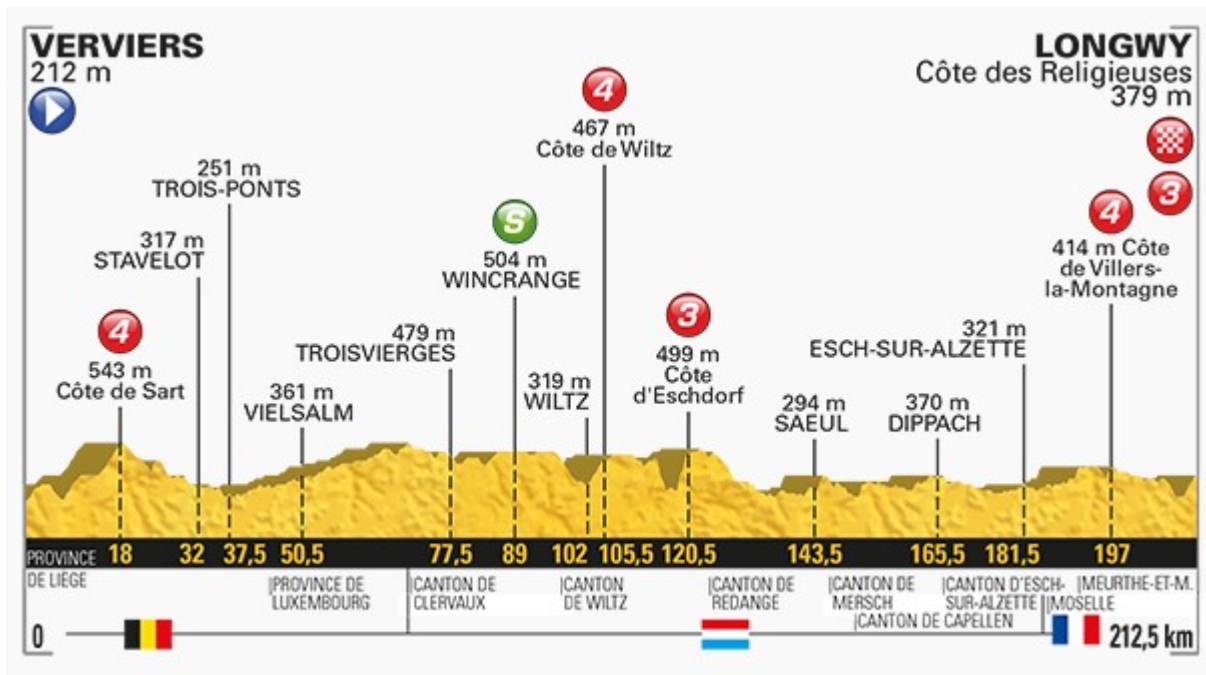 VERVIERS
212 m
LONGWY
Côte des Religieuses
379 m
4
467 m
Côte de Wiltz
251 m
TROIS-PONTS
3
4
S
317 m
STAVELOT
504 m
WINCRANGE
414 m Côte
de Villers-
la-Montagne
4
543 m
Côte de Sart
479 m
TROISVIERGES
3
499 m
Côte
d'Eschdorf
321 m
ESCH-SUR-ALZETTE
361 m
VIELSALM
319 m
WILTZ
294 m
SAEUL
370 m
DIPPACH
PROVINCE 18 32 37,5 50,5 77,5 89 102 105,5 120,5 143,5 165,5 181,5 197
DE LIÈGE
PROVINCE DE
LUXEMBOURG
CANTON DE
CLERVAUX
CANTON
DE WILTZ
CANTON DE
REDANGE
CANTON DE
MERSCH
CANTON DE CAPELLEN
CANTON D'ESCH-
SUR-ALZETTE
MOSELLE
MEURTHE-ET-M.
0
212,5 km